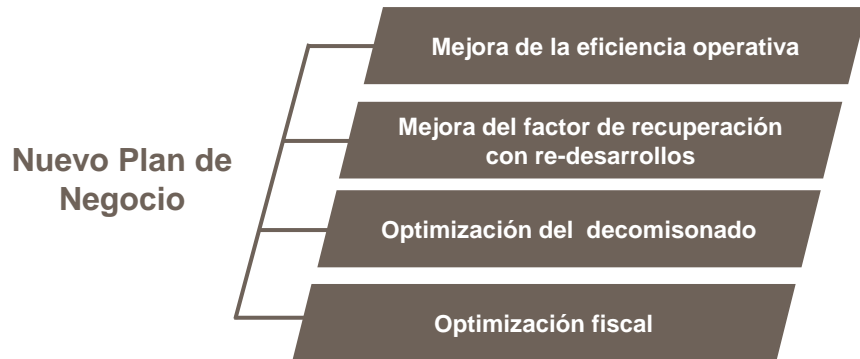 Mejora de la eficiencia operativa
Mejora del factor de recuperación
con re-desarrollos
Nuevo Plan de
Negocio
Optimización del decomisonado
Optimización fiscal